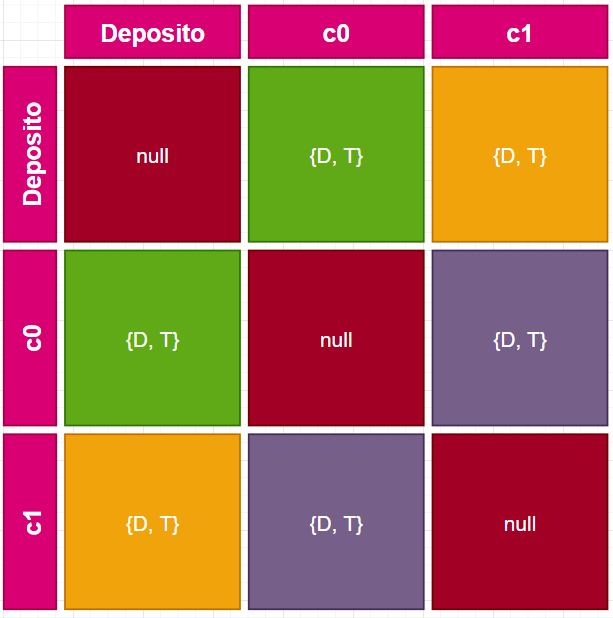 Deposito c0 c1
Deposito null {D, T} {D, T}
c0 {D, T} null {D, T}
c1 {D, T} {D, T} null